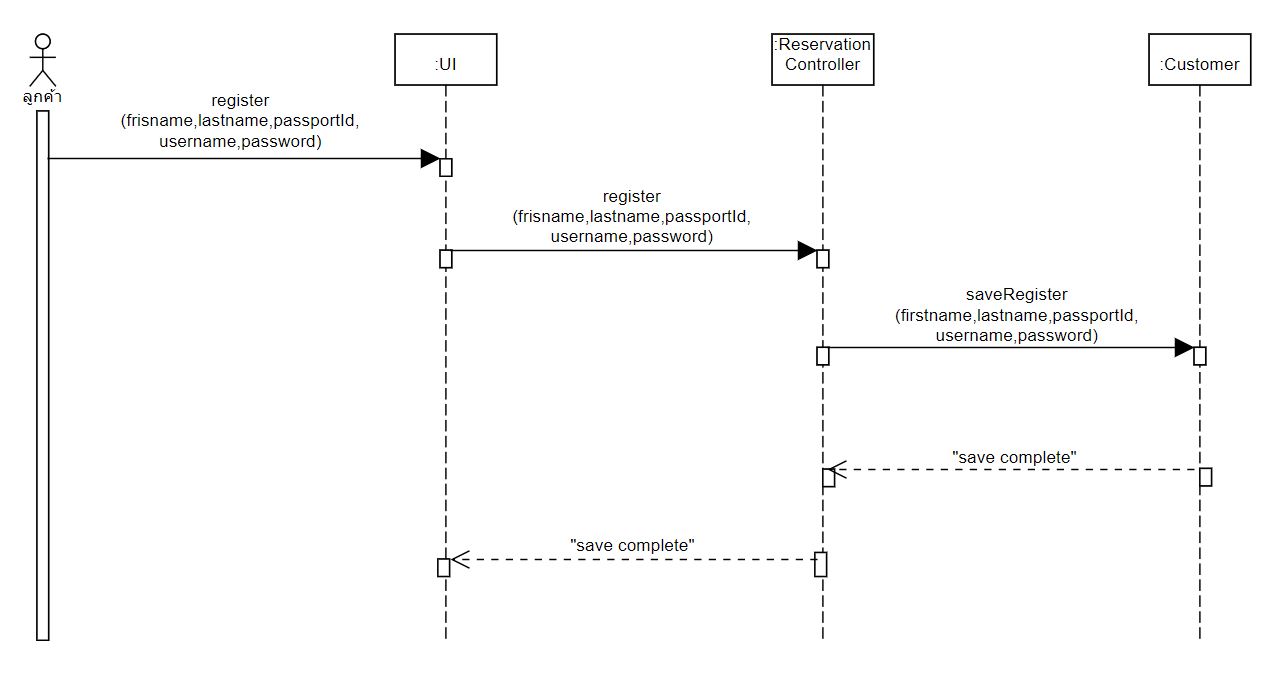 :UI
:Reservation
Controller
:Customer
ลูกค้า
register
(frisname,lastname,passportId,
username,password)
register
(frisname,lastname,passportId,
username,password)
saveRegister
(firstname,lastname,passportId,
username,password)
"save complete"
"save complete"